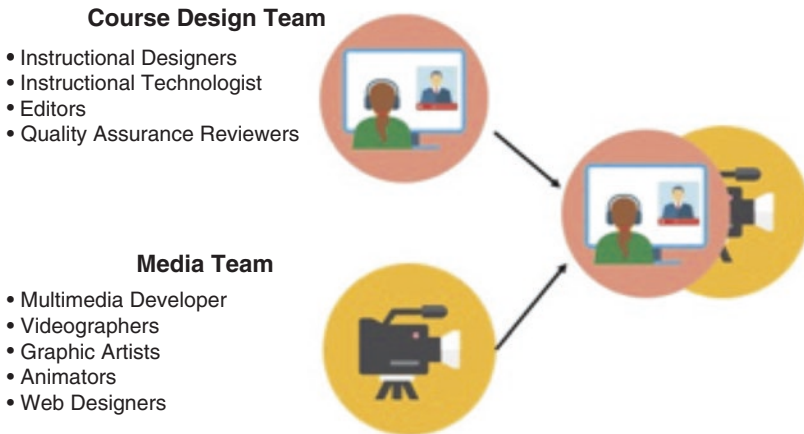 Course Design Team
• Instructional Designers
• Instructional Technologist
• Editors
• Quality Assurance Reviewers
Media Team
• Multimedia Developer
• Videographers
• Graphic Artists
• Animators
• Web Designers